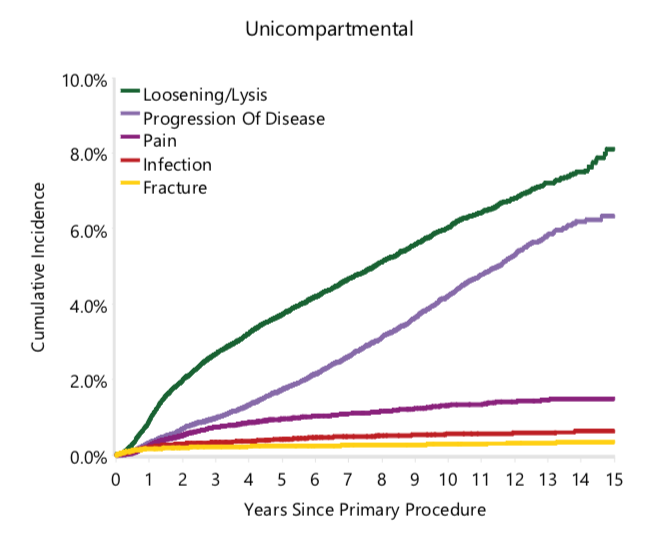 Unicompartmental
10.0%
8.0%
6.0%
4.0%
2.0%
0.0%
Cumulative Incidence
Loosening/Lysis
Progression Of Disease
Pain
Infection
Fracture
0 1 2 3 4 5 6 7 8 9 10 11 12 13 14 15
Years Since Primary Procedure